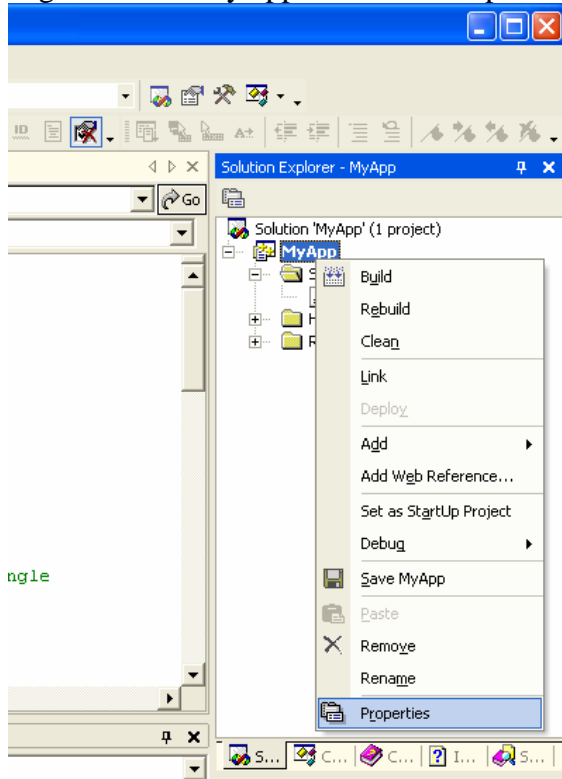 Solution Explorer - MyApp
Go
Solution 'MyApp' (1 project)
MyApp
S
H
R
Build
Rebuild
Clean
Link
Deploy
Add
Add Web Reference...
Set as StartUp Project
Debug
Save MyApp
Paste
Remove
Rename
Properties
ngle
S... C... C... I... S...